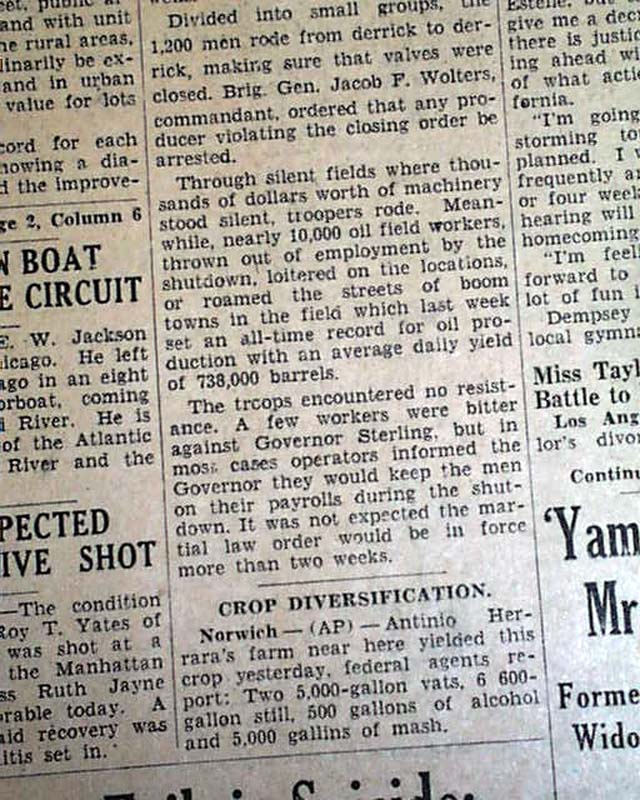 and with unit
rural areas,
be ex-
and in urban
value for lots
for each
a dia-
the improve-
2, Column 6
BOAT
CIRCUIT
E. W. Jackson
He left
in an eight
coming
River. He is
of the Atlantic
River and the
SHOT
—The condition
Roy T. Yates of
was shot at a
the Manhattan
Ruth Jayne
today. A
recovery was
set in.
Divided into small groups, the
1,200 men rode from derrick to der-
rick, making sure that valves were
closed. Brig. Gen. Jacob F. Wolters,
commandant, ordered that any pro-
ducer violating the closing order be
arrested.
Through silent fields where thou-
sands of dollars worth of machinery
stood silent, troopers rode. Mean-
while, nearly 10,000 oil field workers,
thrown out of employment by the
shutdown, loitered on the locations,
or roamed the streets of boom
towns in the field which last week
set an all-time record for oil pro-
duction with an average daily yield
of 738,000 barrels.
The troops encountered no resist-
ance. A few workers were bitter
against Governor Sterling, but in
most cases operators informed the
Governor they would keep the men
on their payrolls during the shut-
down. It was not expected the mar-
tial law order would be in force
more than two weeks.
CROP DIVERSIFICATION.
Norwich — (AP) — Antinio Her-
rara's farm near here yielded this
crop yesterday, federal agents re-
port: Two 5,000-gallon vats, 6 600-
gallon still, 500 gallons of alcohol
and 5,000 gallins of mash.
give me a
there is
ing ahead
of what
fornia.
"I'm going
storming
planned. I
frequently
or four
hearing will
homecoming
"I'm
forward to
lot of fun
Dempsey
local
Miss
Battle to
Los
lor's
'Yam
Mr